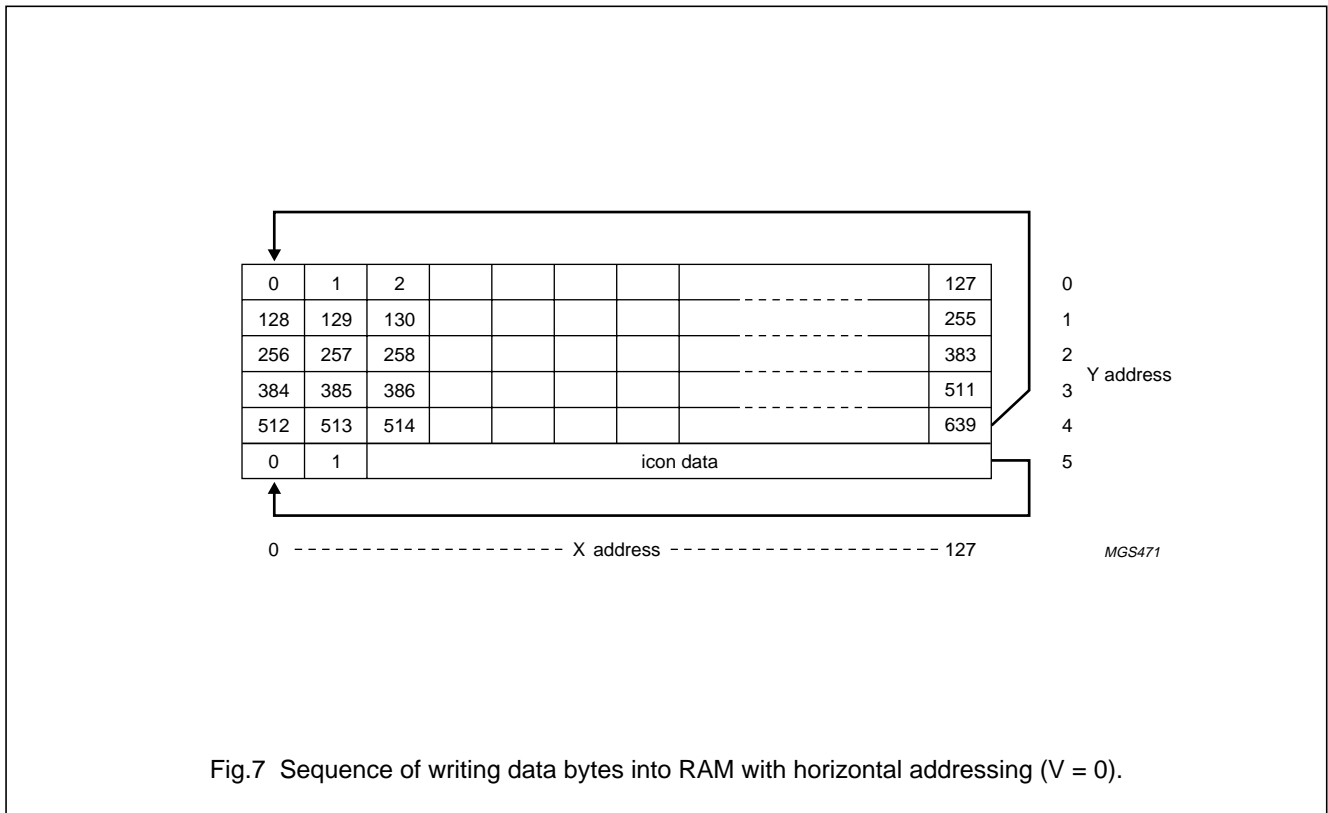 0 1 2 127 0
128 129 130 255 1
256 257 258 383 2
Y address
384 385 386 511 3
512 513 514 639 4
0 1 icon data 5
0 X address 127
MGS471
Fig.7 Sequence of writing data bytes into RAM with horizontal addressing (V = 0).